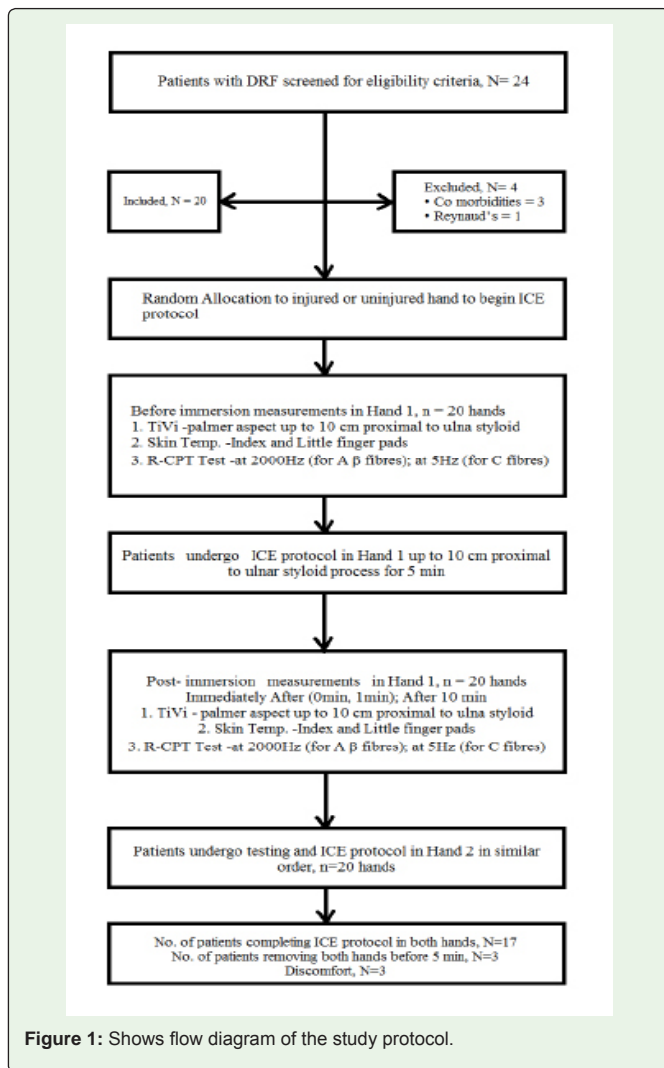 Patients with DRF screened for eligibility criteria, N= 24
Included, N = 20
Excluded, N= 4
• Co morbidities = 3
• Reynaud's = 1
Random Allocation to injured or uninjured hand to begin ICE
protocol
Before immersion measurements in Hand 1, n = 20 hands
1. TiVi -palmer aspect up to 10 cm proximal to ulna styloid
2. Skin Temp. -Index and Little finger pads
3. R-CPT Test -at 2000Hz (for A β fibres); at 5Hz (for C fibres)
Patients undergo ICE protocol in Hand 1 up to 10 cm proximal
to ulnar styloid process for 5 min
Post- immersion measurements in Hand 1, n = 20 hands
Immediately After (0min, 1min); After 10 min
1. TiVi - palmer aspect up to 10 cm proximal to ulna styloid
2. Skin Temp. -Index and Little finger pads
3. R-CPT Test -at 2000Hz (for A β fibres); at 5Hz (for C fibres)
Patients undergo testing and ICE protocol in Hand 2 in similar
order, n=20 hands
No. of patients completing ICE protocol in both hands, N=17
No. of patients removing both hands before 5 min, N=3
Discomfort, N=3
Figure 1: Shows flow diagram of the study protocol.